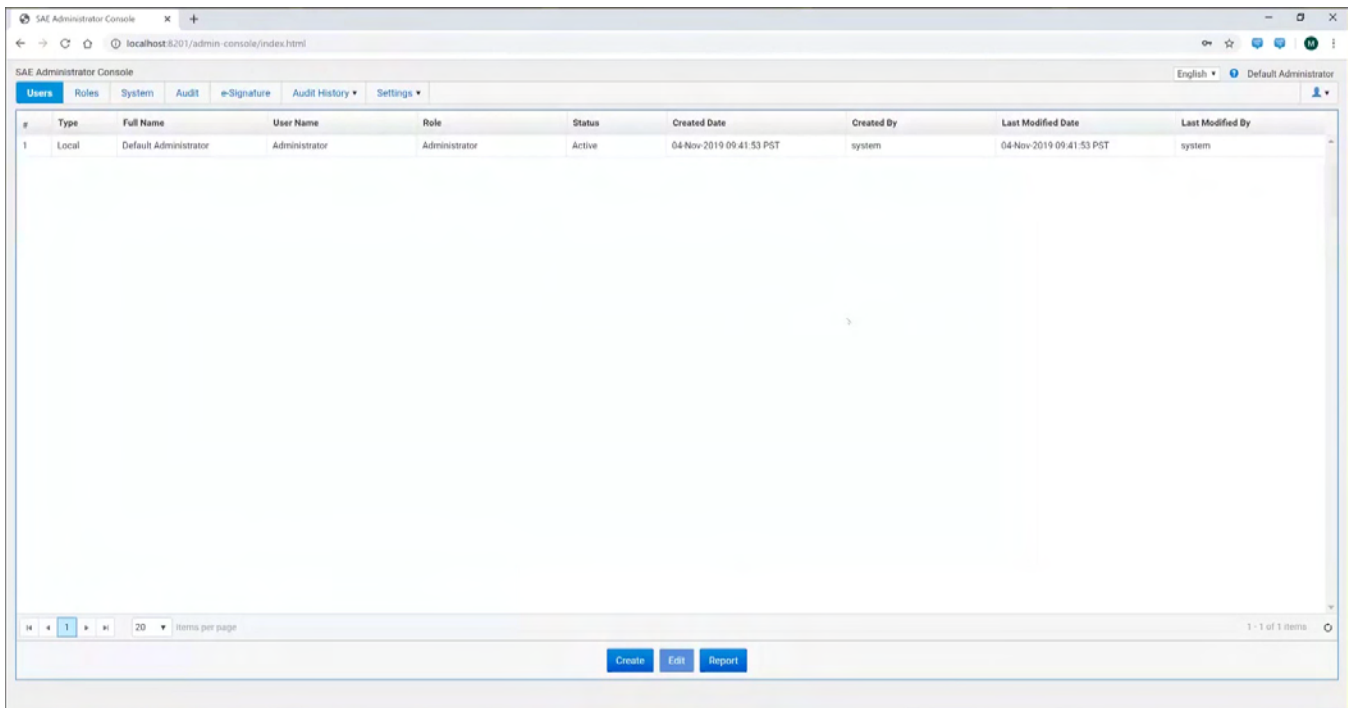 SAE Administrator Console
localhost:8201/admin-console/index.html
M
SAE Administrator Console
English Default Administrator
Users Roles System Audit e-Signature Audit History Settings
# Type Full Name User Name Role Status Created Date Created By Last Modified Date Last Modified By
1 Local Default Administrator Administrator Administrator Active 04-Nov-2019 09:41:53 PST system 04-Nov-2019 09:41:53 PST system
1 20 items per page 1 - 1 of 1 items
Create Edit Report